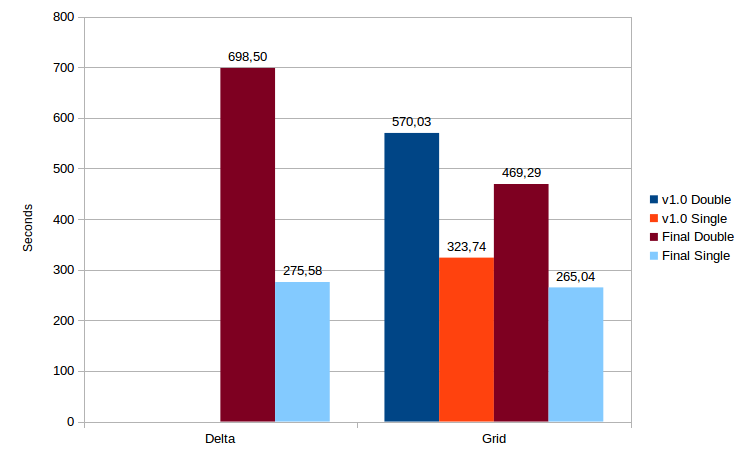 800
700
600
500
400
300
200
100
0
Seconds
698,50
275,58
570,03
323,74
469,29
265,04
Delta
Grid
v1.0 Double
v1.0 Single
Final Double
Final Single